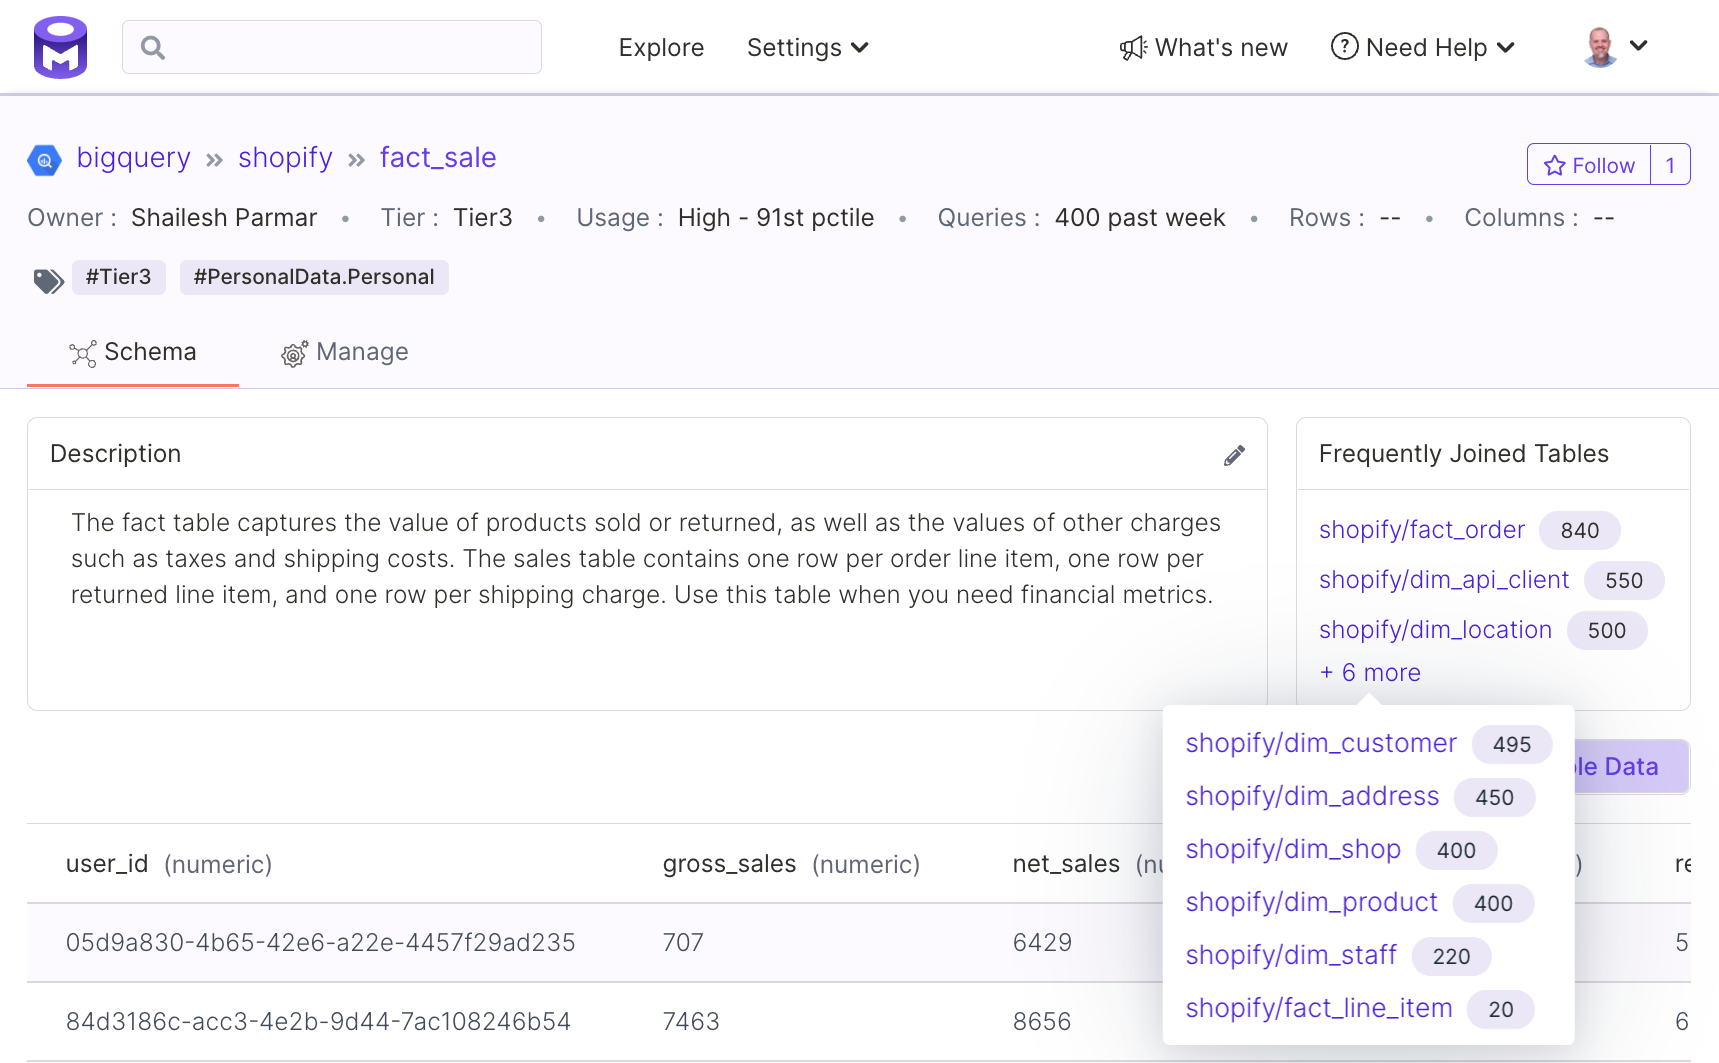 Explore Settings What's new Need Help
bigquery » shopify » fact_sale
Follow 1
Owner : Shailesh Parmar • Tier : Tier3 • Usage : High - 91st pctile • Queries : 400 past week • Rows : -- • Columns : --
#Tier3 #PersonalData.Personal
Schema Manage
Description
The fact table captures the value of products sold or returned, as well as the values of other charges
such as taxes and shipping costs. The sales table contains one row per order line item, one row per
returned line item, and one row per shipping charge. Use this table when you need financial metrics.
Frequently Joined Tables
shopify/fact_order 840
shopify/dim_api_client 550
shopify/dim_location 500
+ 6 more
shopify/dim_customer 495
shopify/dim_address 450
shopify/dim_shop 400
shopify/dim_product 400
shopify/dim_staff 220
shopify/fact_line_item 20
Data
user_id (numeric) gross_sales (numeric) net_sales
05d9a830-4b65-42e6-a22e-4457f29ad235 707 6429 5
84d3186c-acc3-4e2b-9d44-7ac108246b54 7463 8656 6